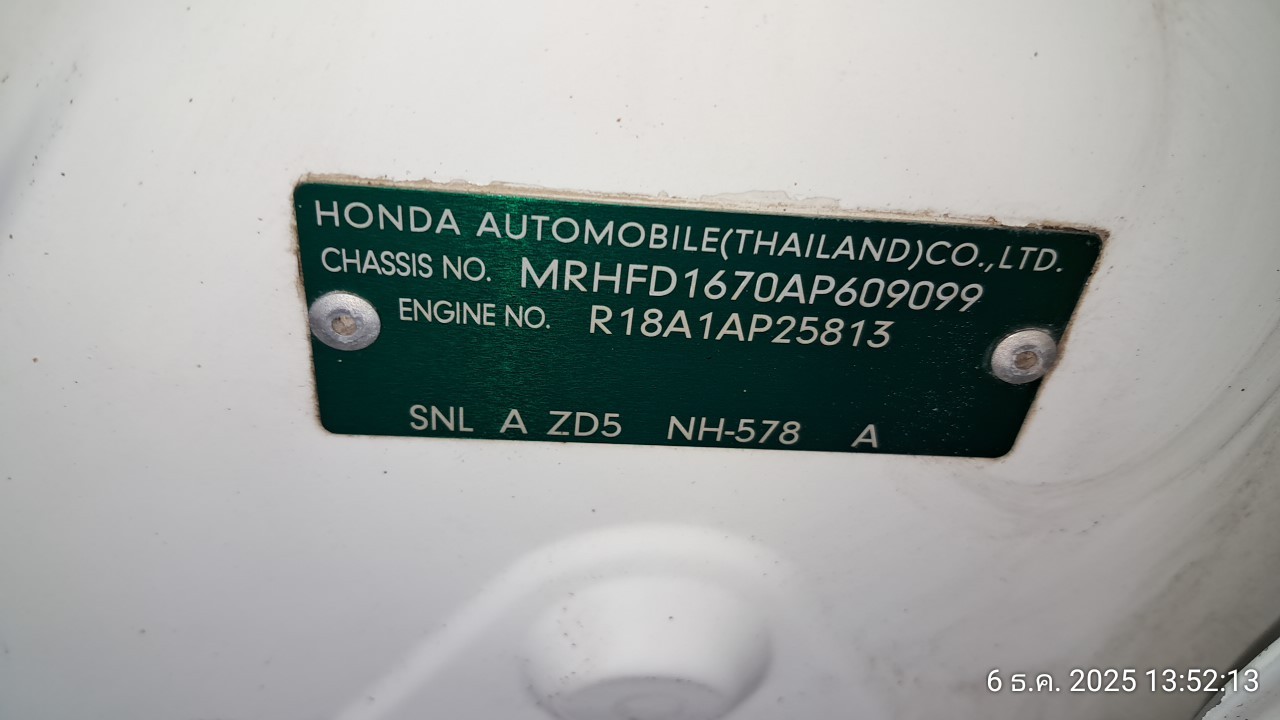 HONDA AUTOMOBILE(THAILAND)CO.,LTD.
CHASSIS NO. MRHFD1670AP609099
ENGINE NO. R18A1AP25813
SNL A ZD5 NH-578 A
6 ธ.ค. 2025 13:52:13